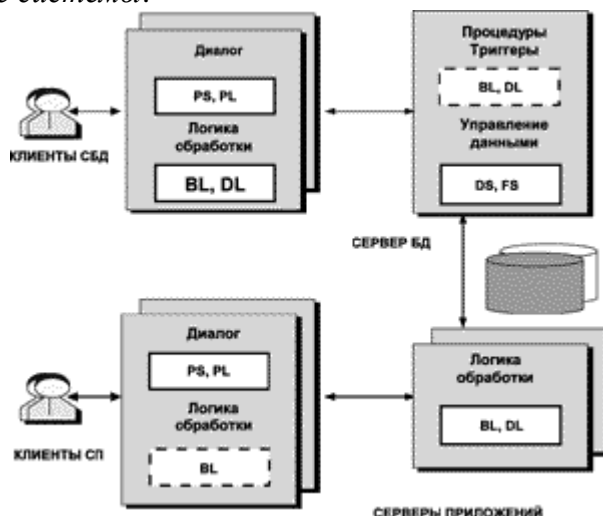 системы.
Диалог
PS, PL
Логика
обработки
BL, DL
КЛИЕНТЫ СБД
Процедуры
Триггеры
BL, DL
Управление
данными
DS, FS
СЕРВЕР БД
Диалог
PS, PL
Логика
обработки
BL
КЛИЕНТЫ СП
Логика
обработки
BL, DL
СЕРВЕРЫ ПРИЛОЖЕНИЙ